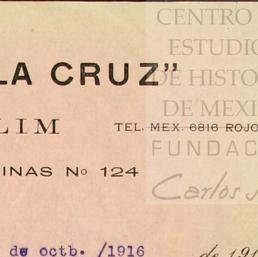 CENTRO
ESTUDIO
LA CRUZ"
DE HISTO
DE MEXI
LIM
TEL. MEX. 6816 ROJO
FUNDAC
INAS No 124
Carlos
de octb. /1916
de 191